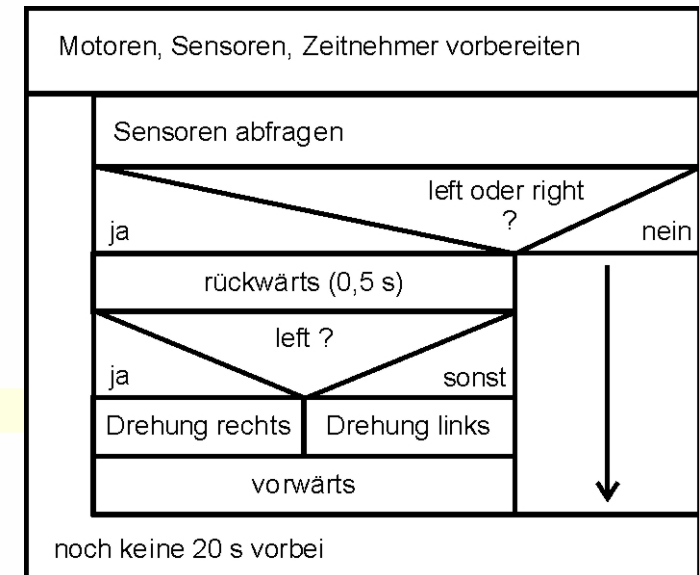 Motoren, Sensoren, Zeitnehmer vorbereiten
Sensoren abfragen
left oder right
?
ja
nein
rückwärts (0,5 s)
left ?
ja
sonst
Drehung rechts
Drehung links
vorwärts
noch keine 20 s vorbei